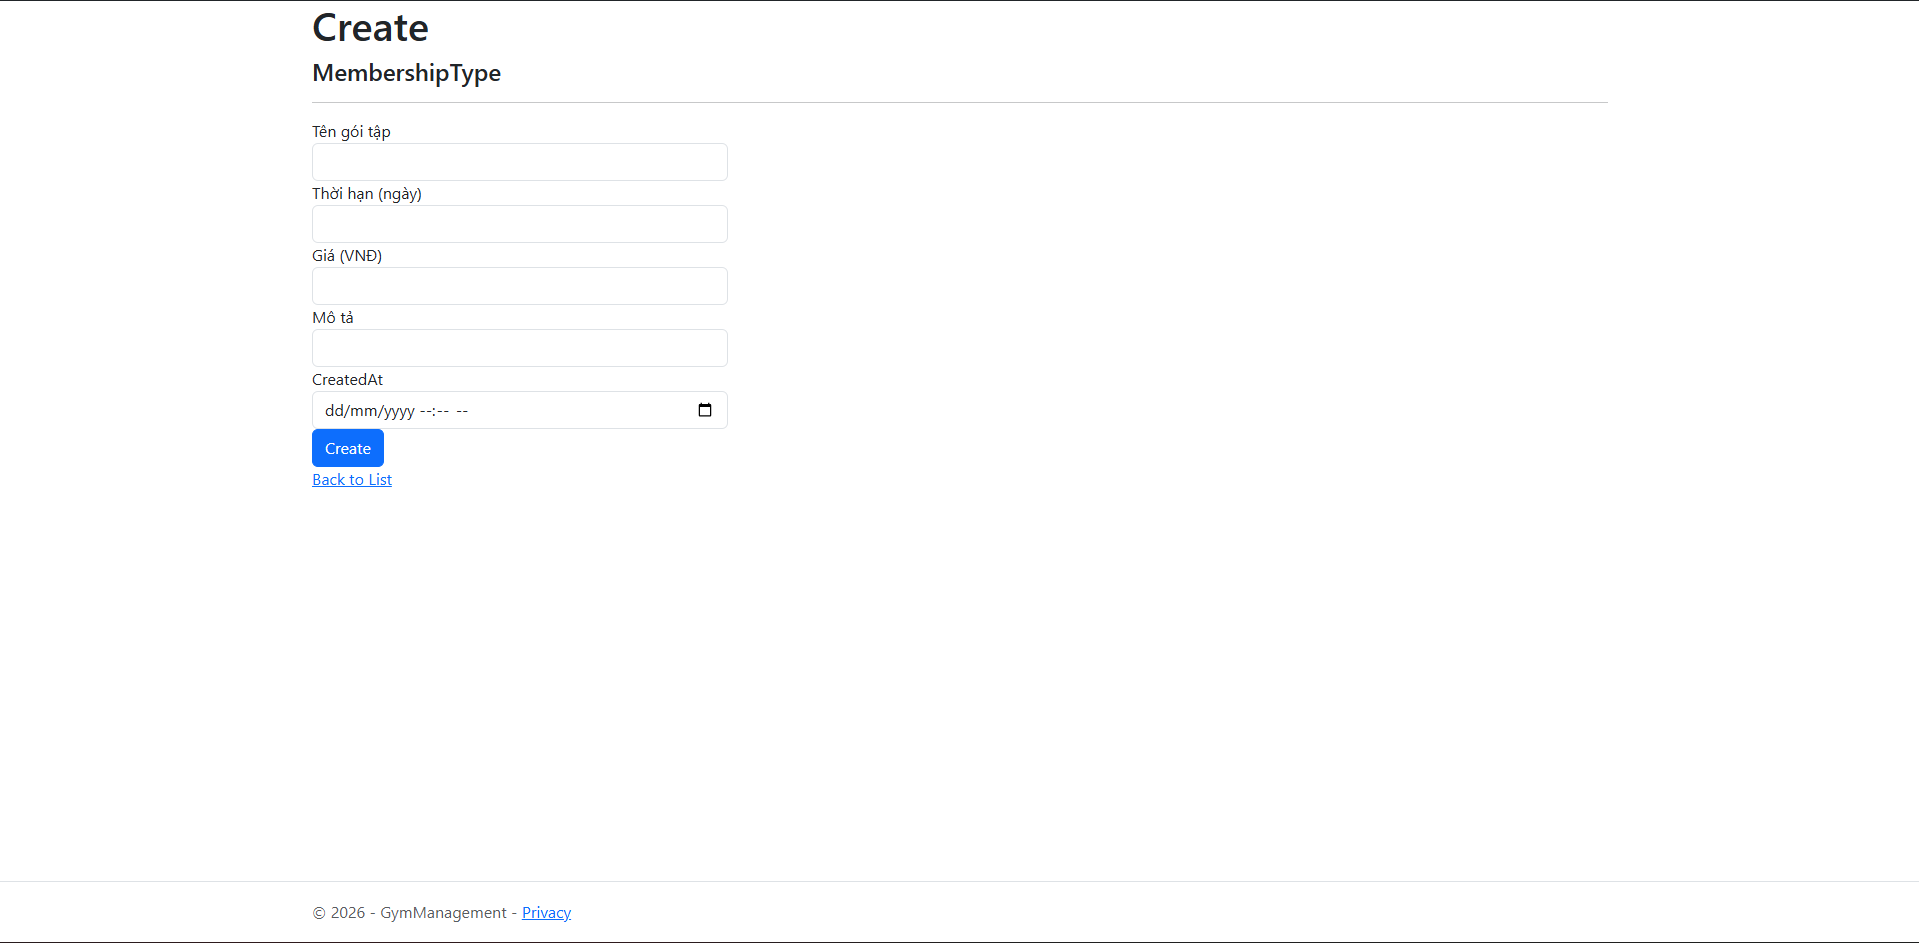 Create
MembershipType
Tên gói tập
Thời hạn (ngày)
Giá (VNĐ)
Mô tả
CreatedAt
dd/mm/yyyy --:-- --
Create
Back to List
© 2026 - GymManagement - Privacy